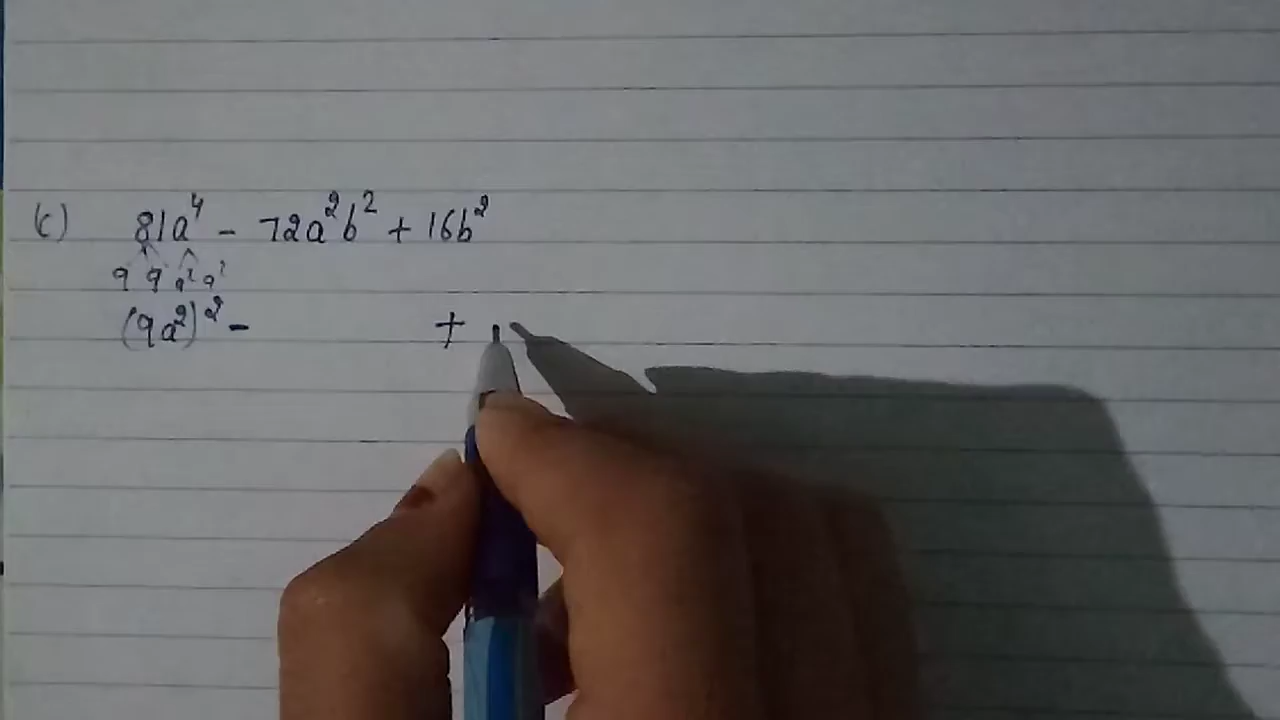 (c) 81a⁴ - 72a²b² + 16b²
9 9 a² a²
(9a²)² - +